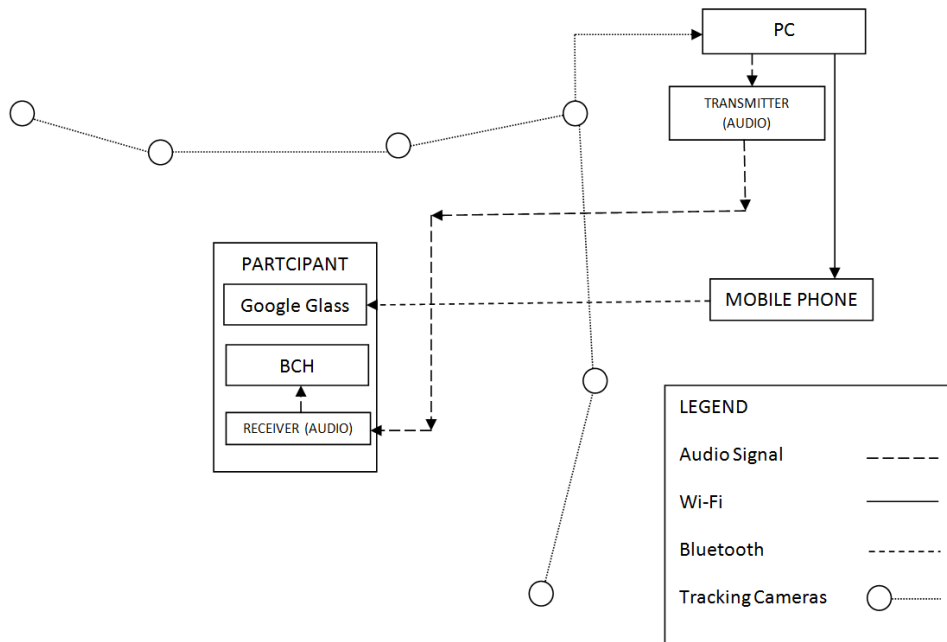 PC
TRANSMITTER
(AUDIO)
PARTCIPANT
Google Glass
MOBILE PHONE
BCH
RECEIVER (AUDIO)
LEGEND
Audio Signal
Wi-Fi
Bluetooth
Tracking Cameras